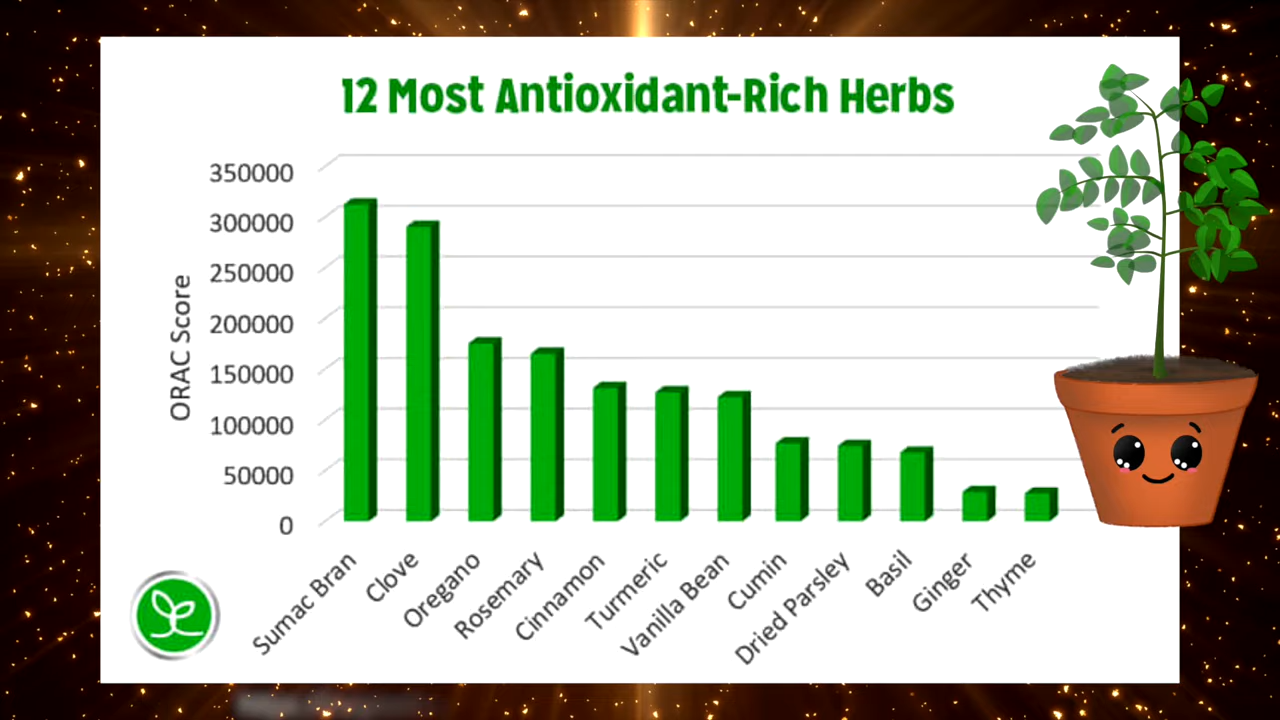 12 Most Antioxidant-Rich Herbs
ORAC Score
350000
300000
250000
200000
150000
100000
50000
0
Sumac Bran
Clove
Oregano
Rosemary
Cinnamon
Turmeric
Vanilla Bean
Cumin
Dried Parsley
Basil
Ginger
Thyme